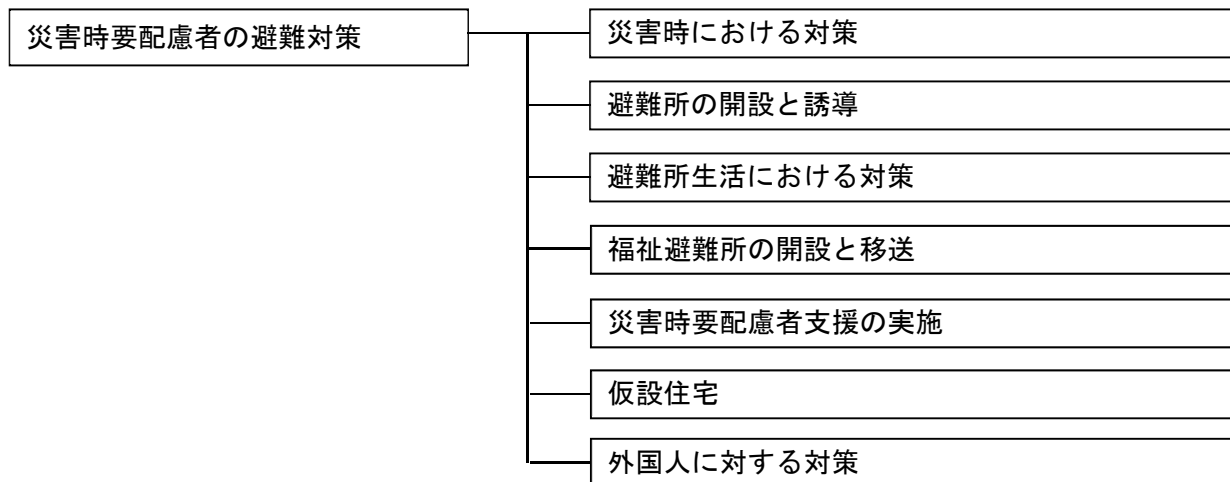 災害時要配慮者の避難対策
災害時における対策
避難所の開設と誘導
避難所生活における対策
福祉避難所の開設と移送
災害時要配慮者支援の実施
仮設住宅
外国人に対する対策